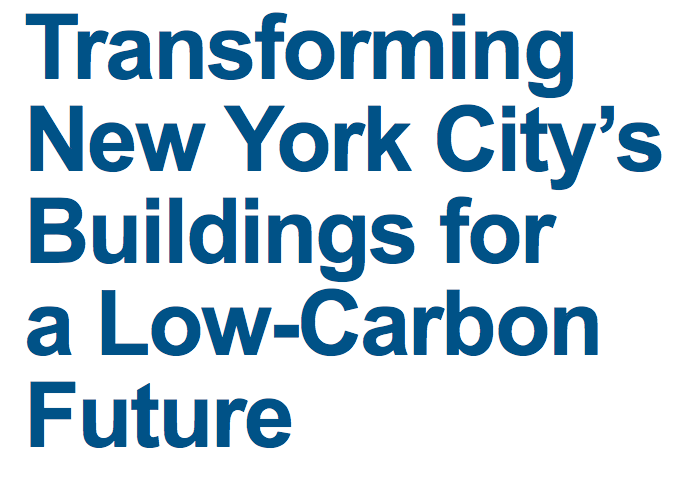 Transforming
New York City’s
Buildings for
a Low-Carbon
Future